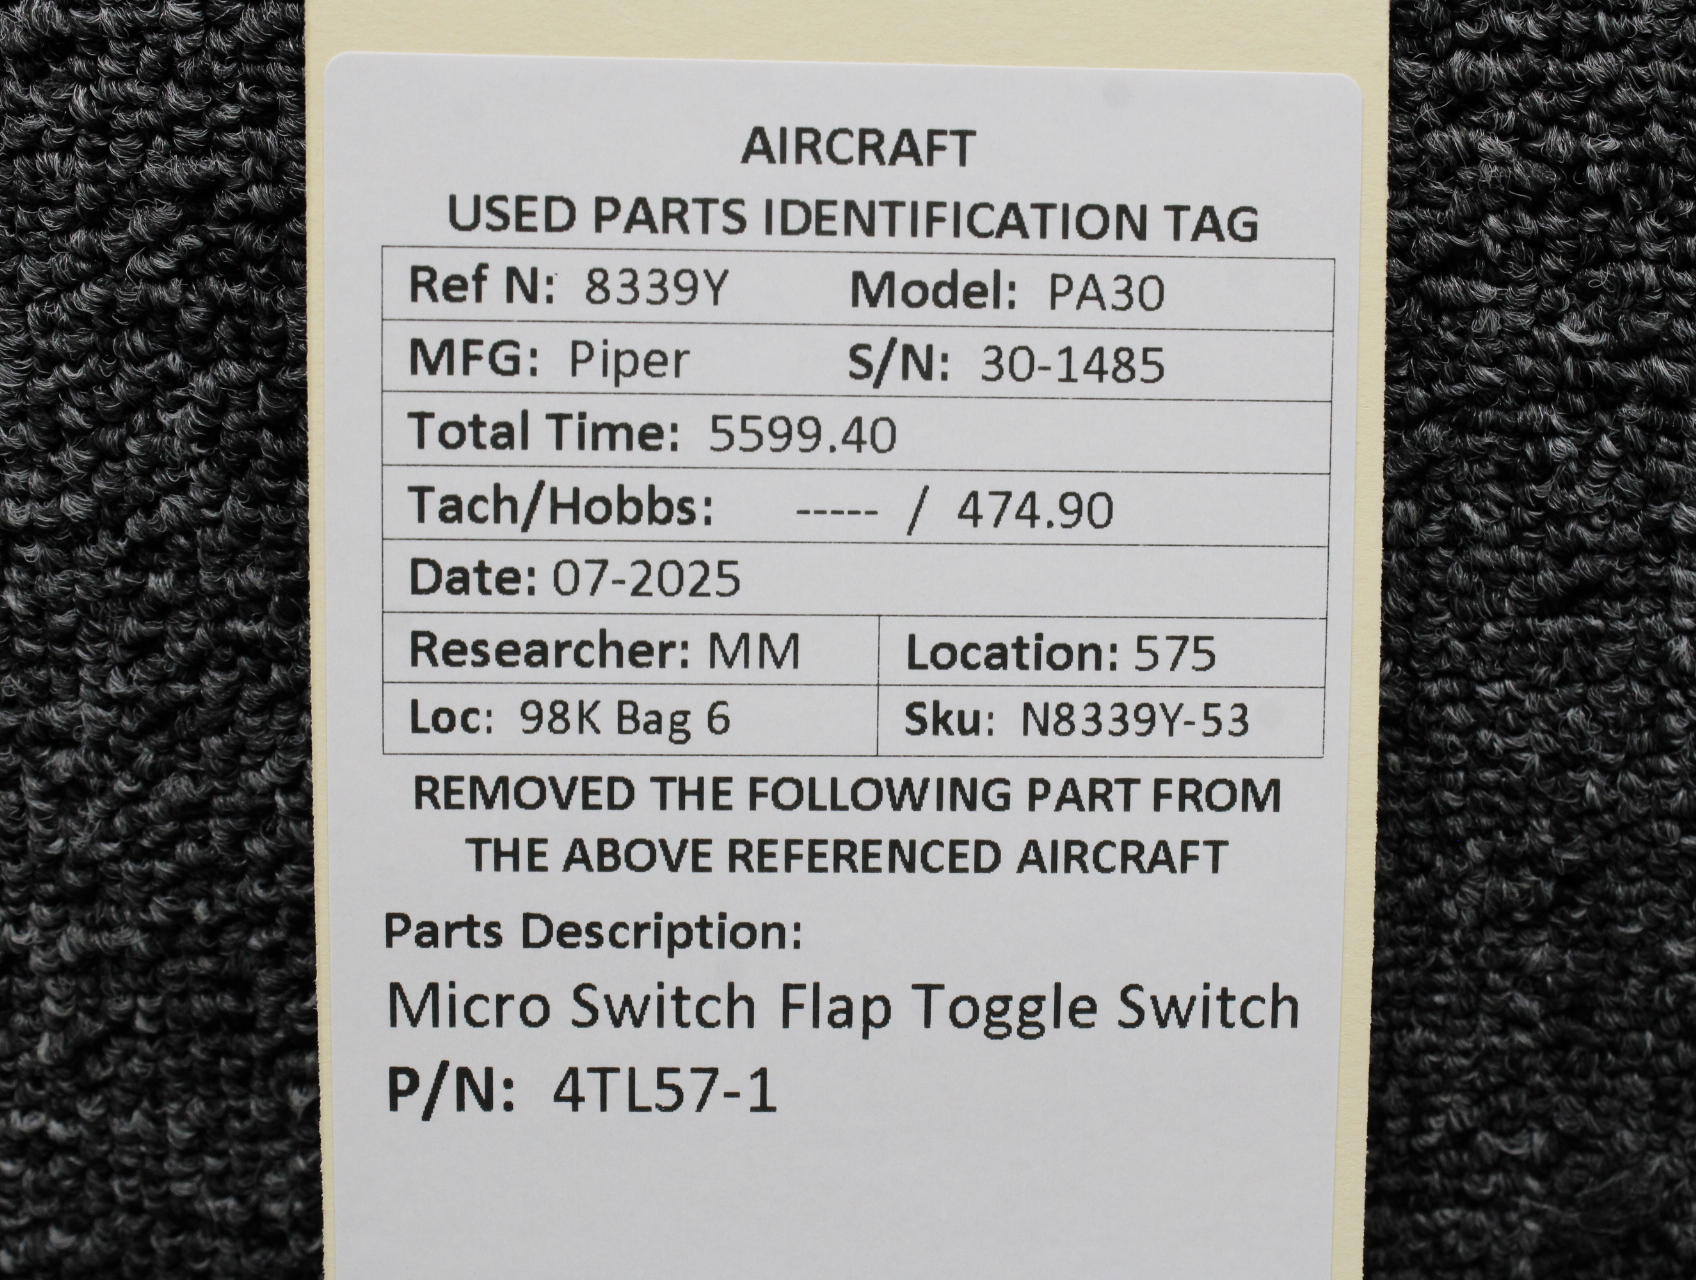 AIRCRAFT
USED PARTS IDENTIFICATION TAG
Ref N: 8339Y Model: PA30
MFG: Piper S/N: 30-1485
Total Time: 5599.40
Tach/Hobbs: ----- / 474.90
Date: 07-2025
Researcher: MM Location: 575
Loc: 98K Bag 6 Sku: N8339Y-53
REMOVED THE FOLLOWING PART FROM
THE ABOVE REFERENCED AIRCRAFT
Parts Description:
Micro Switch Flap Toggle Switch
P/N: 4TL57-1